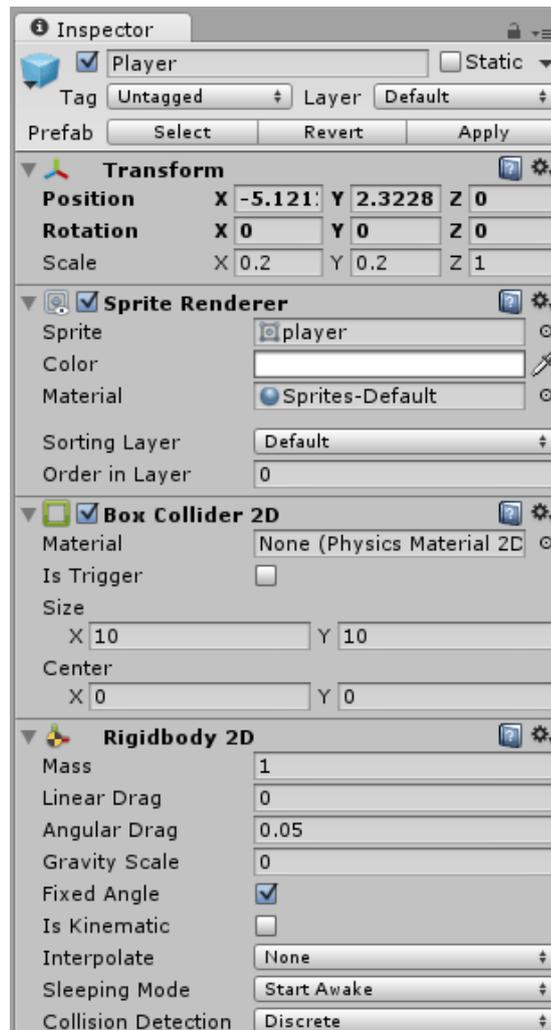 Inspector
Player Static
Tag Untagged Layer Default
Prefab Select Revert Apply
Transform
Position X -5.121 Y 2.3228 Z 0
Rotation X 0 Y 0 Z 0
Scale X 0.2 Y 0.2 Z 1
Sprite Renderer
Sprite player
Color
Material Sprites-Default
Sorting Layer Default
Order in Layer 0
Box Collider 2D
Material None (Physics Material 2D
Is Trigger
Size
X 10 Y 10
Center
X 0 Y 0
Rigidbody 2D
Mass 1
Linear Drag 0
Angular Drag 0.05
Gravity Scale 0
Fixed Angle
Is Kinematic
Interpolate None
Sleeping Mode Start Awake
Collision Detection Discrete